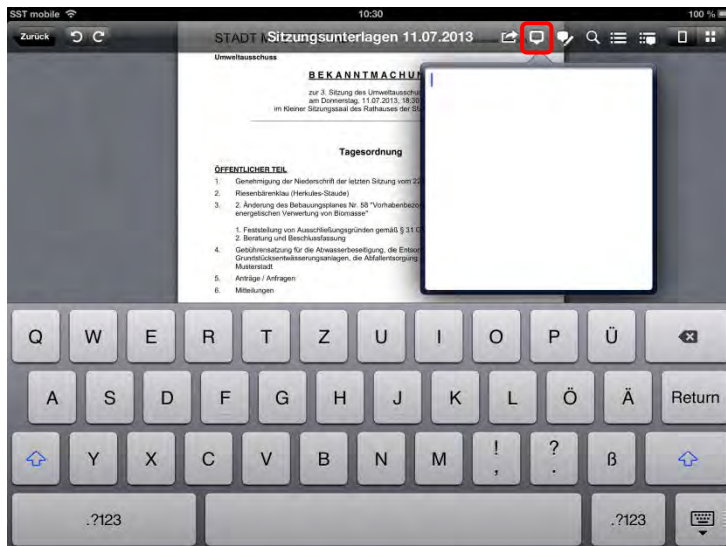 SST mobile 10:30 100 %
Zurück Sitzungsunterlagen 11.07.2013
STADT
Umweltausschuss
BEKANNTMACHUN
zur 3. Sitzung des Umweltausschu
am Donnerstag, 11.07.2013, 18:30
im Kleiner Sitzungssaal des Rathauses der St
Tagesordnung
ÖFFENTLICHER TEIL
1. Genehmigung der Niederschrift der letzten Sitzung vom 22
2. Riesenbärenklau (Herkules-Staude)
3. 2. Änderung des Bebauungsplanes Nr. 58 "Vorhabenbezo
energetischen Verwertung von Biomasse"
1. Feststellung von Ausschließungsgründen gemäß § 31 G
2. Beratung und Beschlussfassung
4. Gebührensatzung für die Abwasserbeseitigung, die Entsor
Grundstücksentwässerungsanlagen, die Abfallentsorgung
Musterstadt
5. Anträge / Anfragen
6. Mitteilungen
Q W E R T Z U I O P Ü
A S D F G H J K L Ö Ä Return
Y X C V B N M ! , ? . ß
.?123 .?123